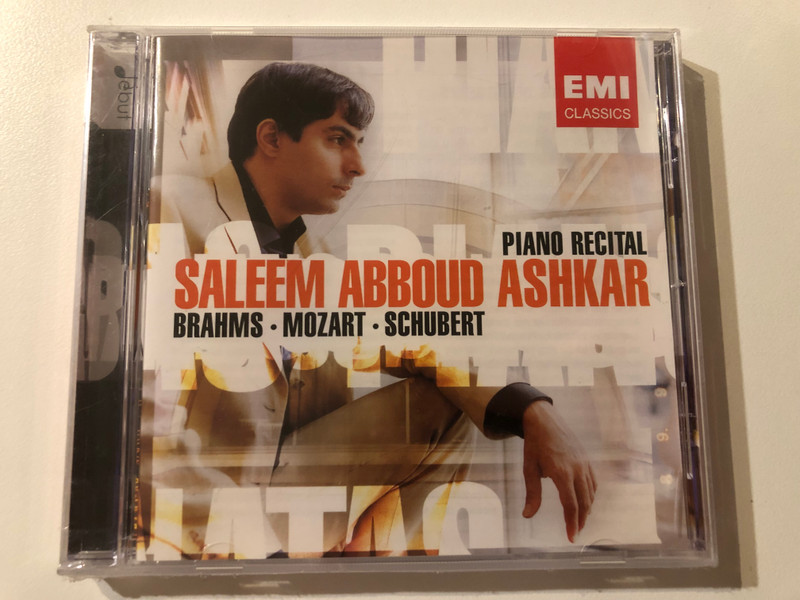 début
EMI
CLASSICS
PIANO RECITAL
SALEEM ABBOUD ASHKAR
BRAHMS • MOZART • SCHUBERT